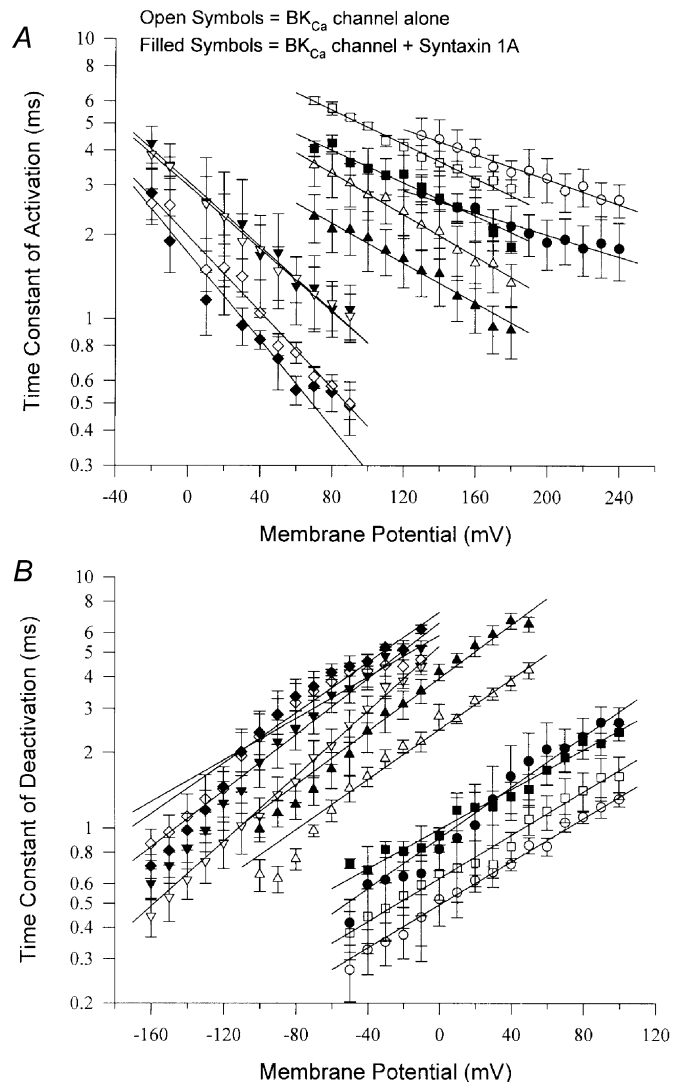 Open Symbols = BKCa channel alone
A Filled Symbols = BKCa channel + Syntaxin 1A
Time Constant of Activation (ms)
10
6
5
4
3
2
1
0.8
0.6
0.5
0.4
0.3
-40 0 40 80 120 160 200 240
Membrane Potential (mV)
B
Time Constant of Deactivation (ms)
10
6
5
4
3
2
1
0.8
0.6
0.5
0.4
0.3
0.2
-160 -120 -80 -40 0 40 80 120
Membrane Potential (mV)